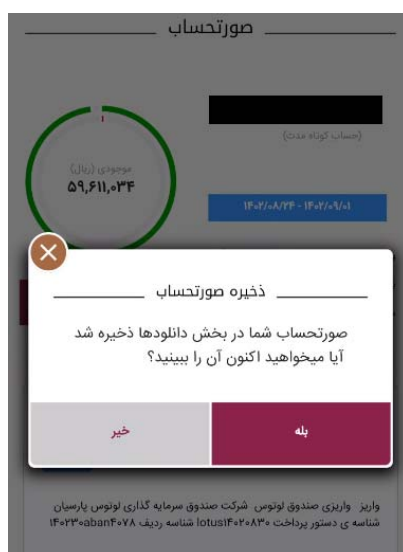 صورتحساب
(حساب کوتاه مدت)
موجودی (ریال)
۵۹,۶۱۱,۰۳۴
۱۴۰۲/۰۸/۲۴ - ۱۴۰۲/۰۹/۰۱
ذخیره صورتحساب
صورتحساب شما در بخش دانلودها ذخیره شد
آیا میخواهید اکنون آن را ببینید؟
بله
خیر
واریز واریزی صندوق لوتوس شرکت صندوق سرمایه گذاری لوتوس پارسیان
شناسه ی دستور پرداخت lotus۱۴۰۲۰۸۳۰ شناسه ردیف ۱۴۰۲۳۰aban۴۰۷۸